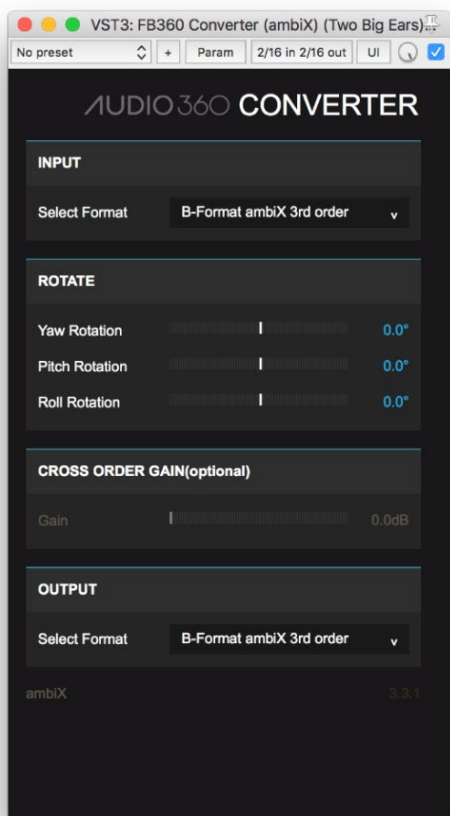 VST3: FB360 Converter (ambiX) (Two Big Ears)...
No preset + Param 2/16 in 2/16 out UI
AUDIO360 CONVERTER
INPUT
Select Format B-Format ambiX 3rd order v
ROTATE
Yaw Rotation 0.0°
Pitch Rotation 0.0°
Roll Rotation 0.0°
CROSS ORDER GAIN(optional)
Gain 0.0dB
OUTPUT
Select Format B-Format ambiX 3rd order v
ambiX 3.3.1